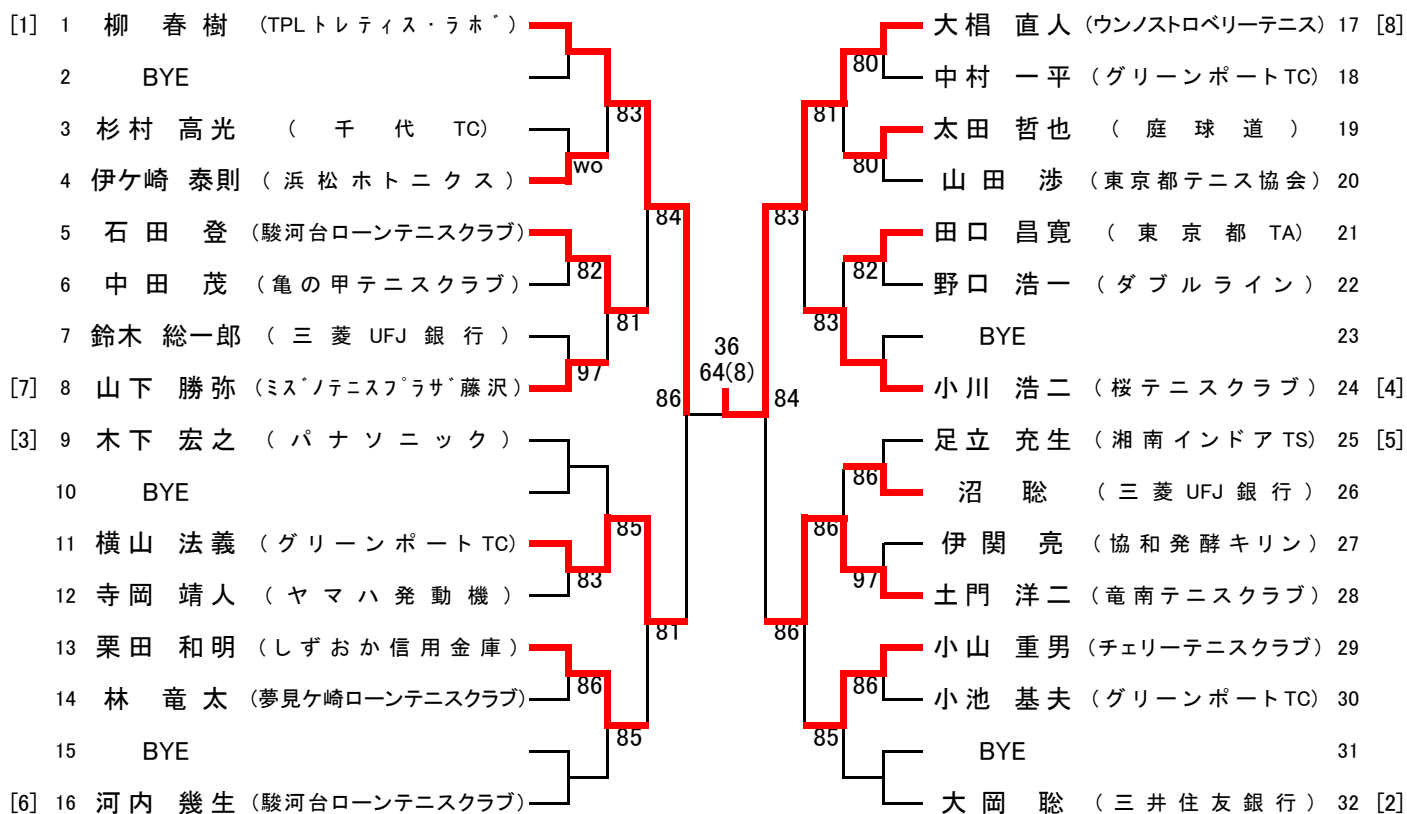 [1] 1 柳 春樹 (TPLトレティス・ラボ)
2 BYE
3 杉村 高光 (千代TC)
4 伊ケ崎 泰則 (浜松ホトニクス)
5 石田 登 (駿河台ローンテニスクラブ)
6 中田 茂 (亀の甲テニスクラブ)
7 鈴木 総一郎 (三菱UFJ銀行)
[7] 8 山下 勝弥 (ミズノテニスプラザ藤沢)
[3] 9 木下 宏之 (パナソニック)
10 BYE
11 横山 法義 (グリーンポートTC)
12 寺岡 靖人 (ヤマハ発動機)
13 栗田 和明 (しずおか信用金庫)
14 林 竜太 (夢見ケ崎ローンテニスクラブ)
15 BYE
[6] 16 河内 幾生 (駿河台ローンテニスクラブ)
wo
82
97
83
86
83
81
85
85
84
81
86
36
64(8)
84
83
86
81
83
86
85
80
80
82
86
97
86
大椙 直人 (ウンノストロベリーテニス) 17 [8]
中村 一平 (グリーンポートTC) 18
太田 哲也 (庭球道) 19
山田 渉 (東京都テニス協会) 20
田口 昌寛 (東京都TA) 21
野口 浩一 (ダブルライン) 22
BYE 23
小川 浩二 (桜テニスクラブ) 24 [4]
足立 充生 (湘南インドアTS) 25 [5]
沼 聡 (三菱UFJ銀行) 26
伊関 亮 (協和発酵キリン) 27
土門 洋二 (竜南テニスクラブ) 28
小山 重男 (チェリーテニスクラブ) 29
小池 基夫 (グリーンポートTC) 30
BYE 31
大岡 聡 (三井住友銀行) 32 [2]